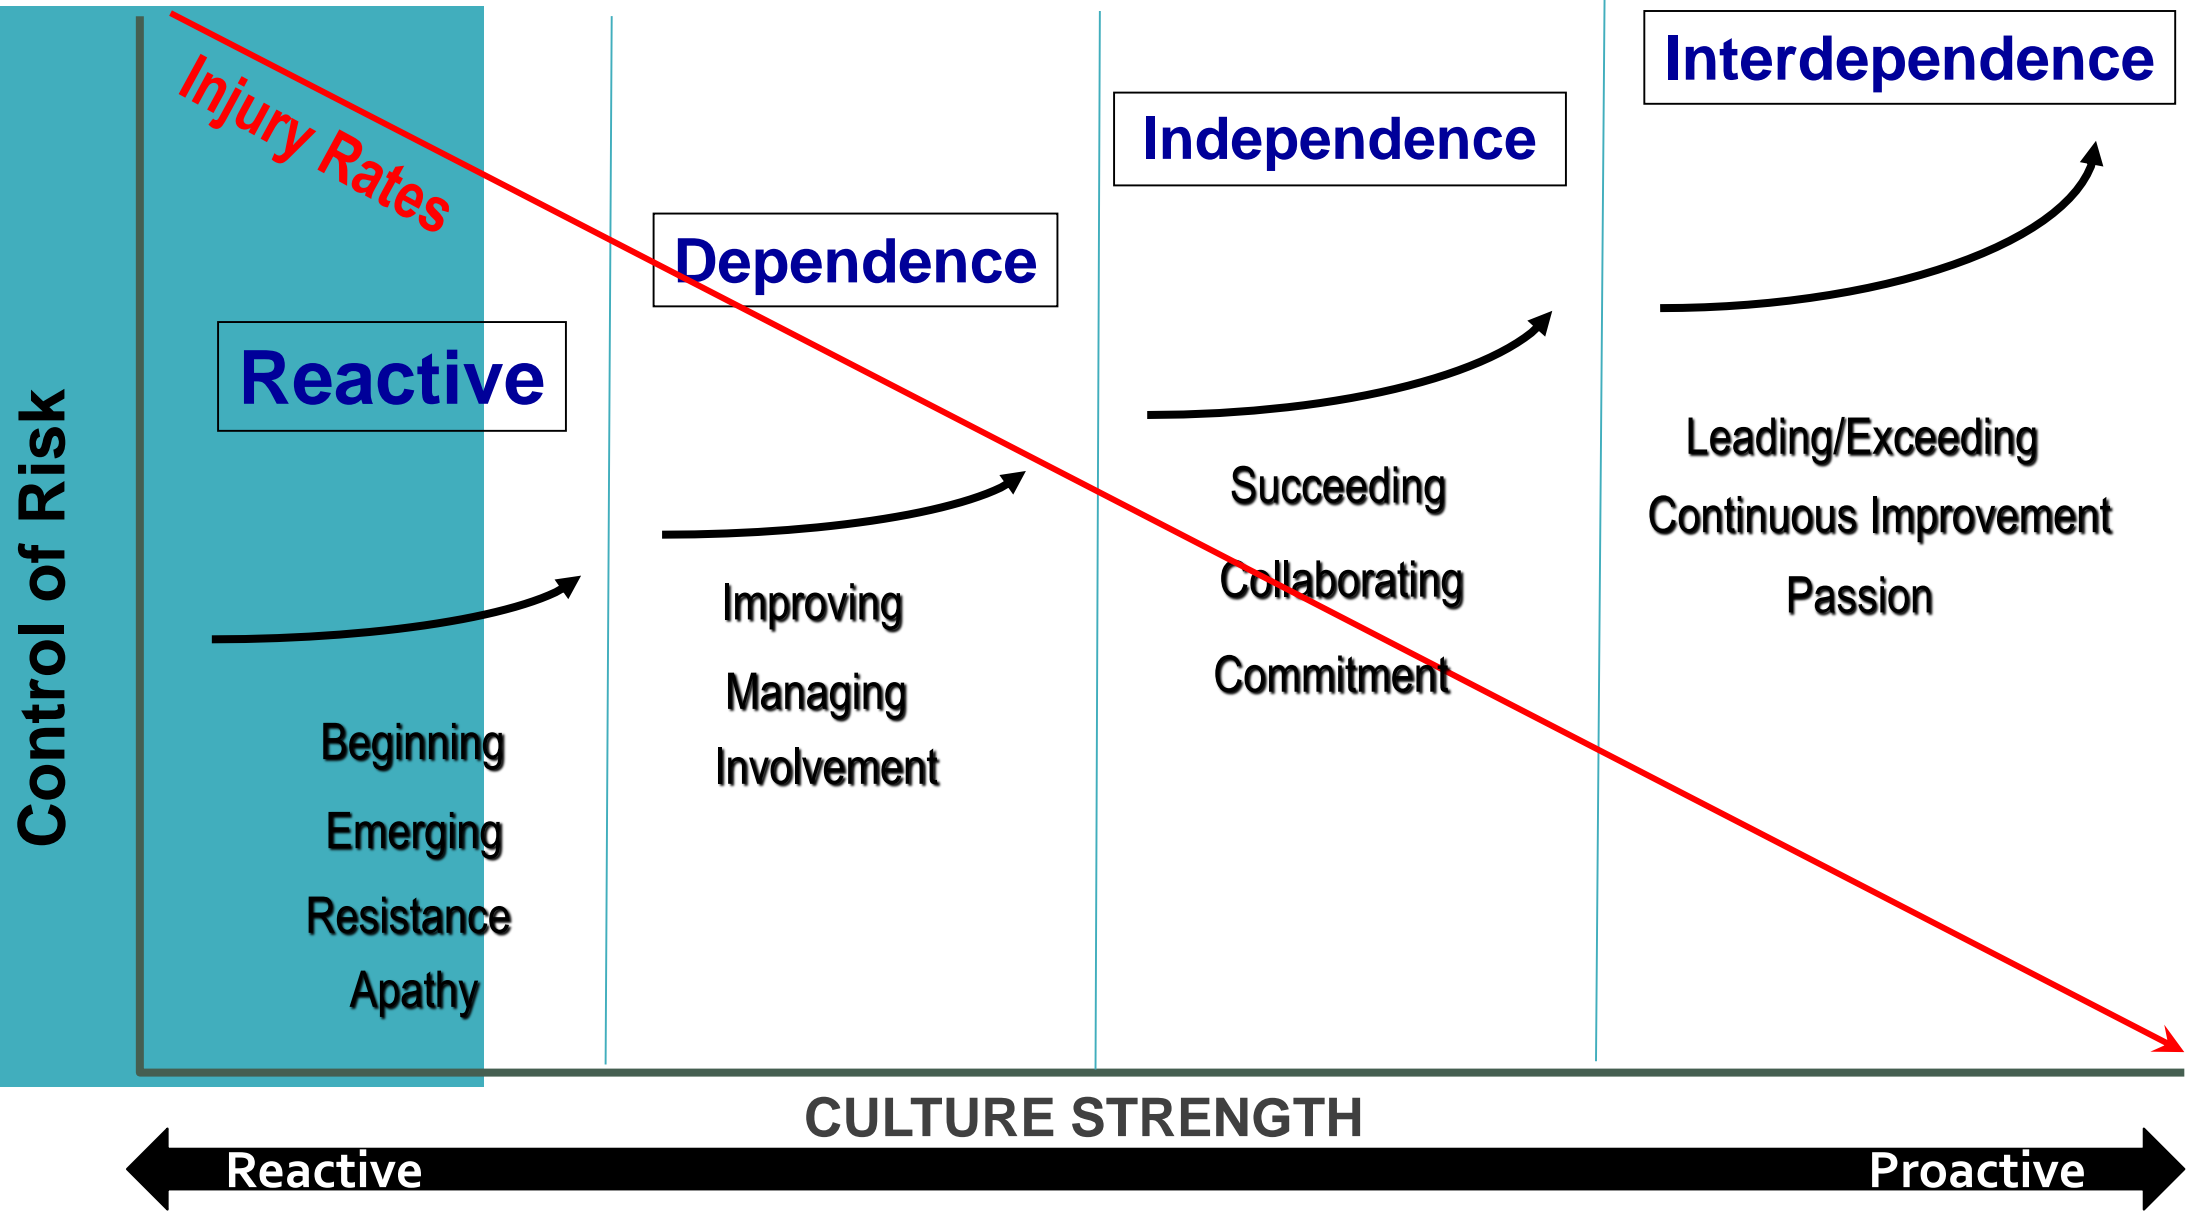 Control of Risk
Injury Rates
Reactive
Beginning
Emerging
Resistance
Apathy
Dependence
Improving
Managing
Involvement
Independence
Succeeding
Collaborating
Commitment
Interdependence
Leading/Exceeding
Continuous Improvement
Passion
CULTURE STRENGTH
Reactive
Proactive